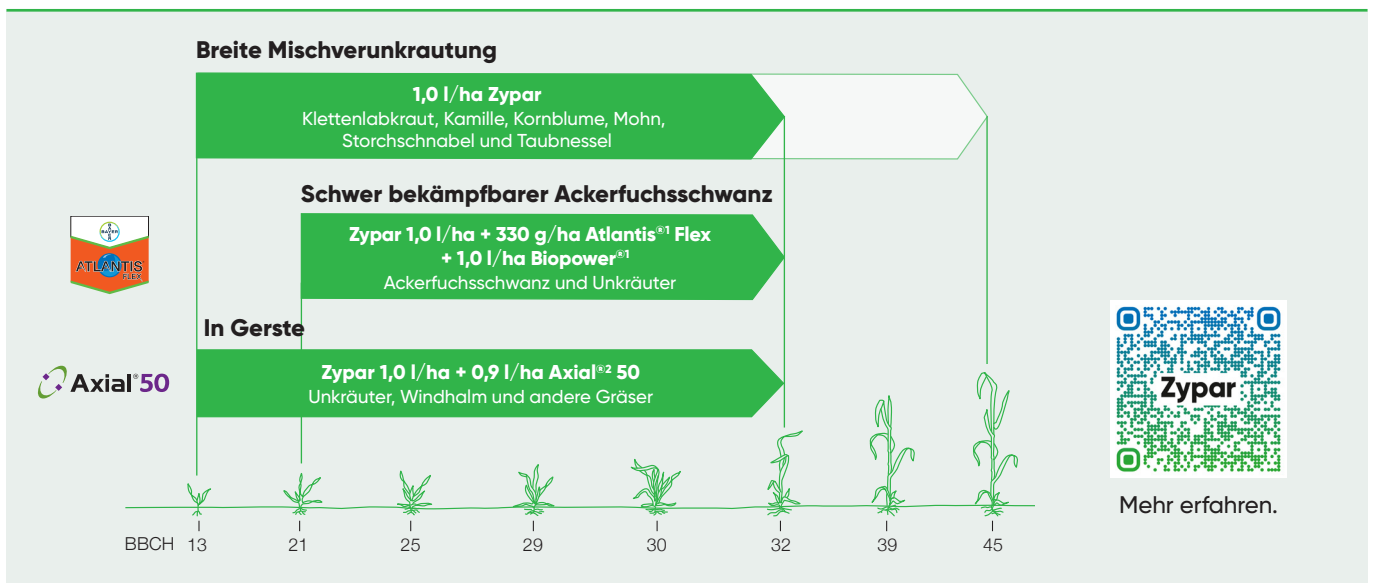 Breite Mischverunkrautung
1,0 l/ha Zypar
Klettenlabkraut, Kamille, Kornblume, Mohn,
Storchschnabel und Taubnessel
Schwer bekämpfbarer Ackerfuchsschwanz
BAYER
ATLANTIS
FLEX
Zypar 1,0 l/ha + 330 g/ha Atlantis®¹ Flex
+ 1,0 l/ha Biopower®¹
Ackerfuchsschwanz und Unkräuter
In Gerste
Axial®50
Zypar 1,0 l/ha + 0,9 l/ha Axial®² 50
Unkräuter, Windhalm und andere Gräser
Zypar
Mehr erfahren.
BBCH 13 21 25 29 30 32 39 45